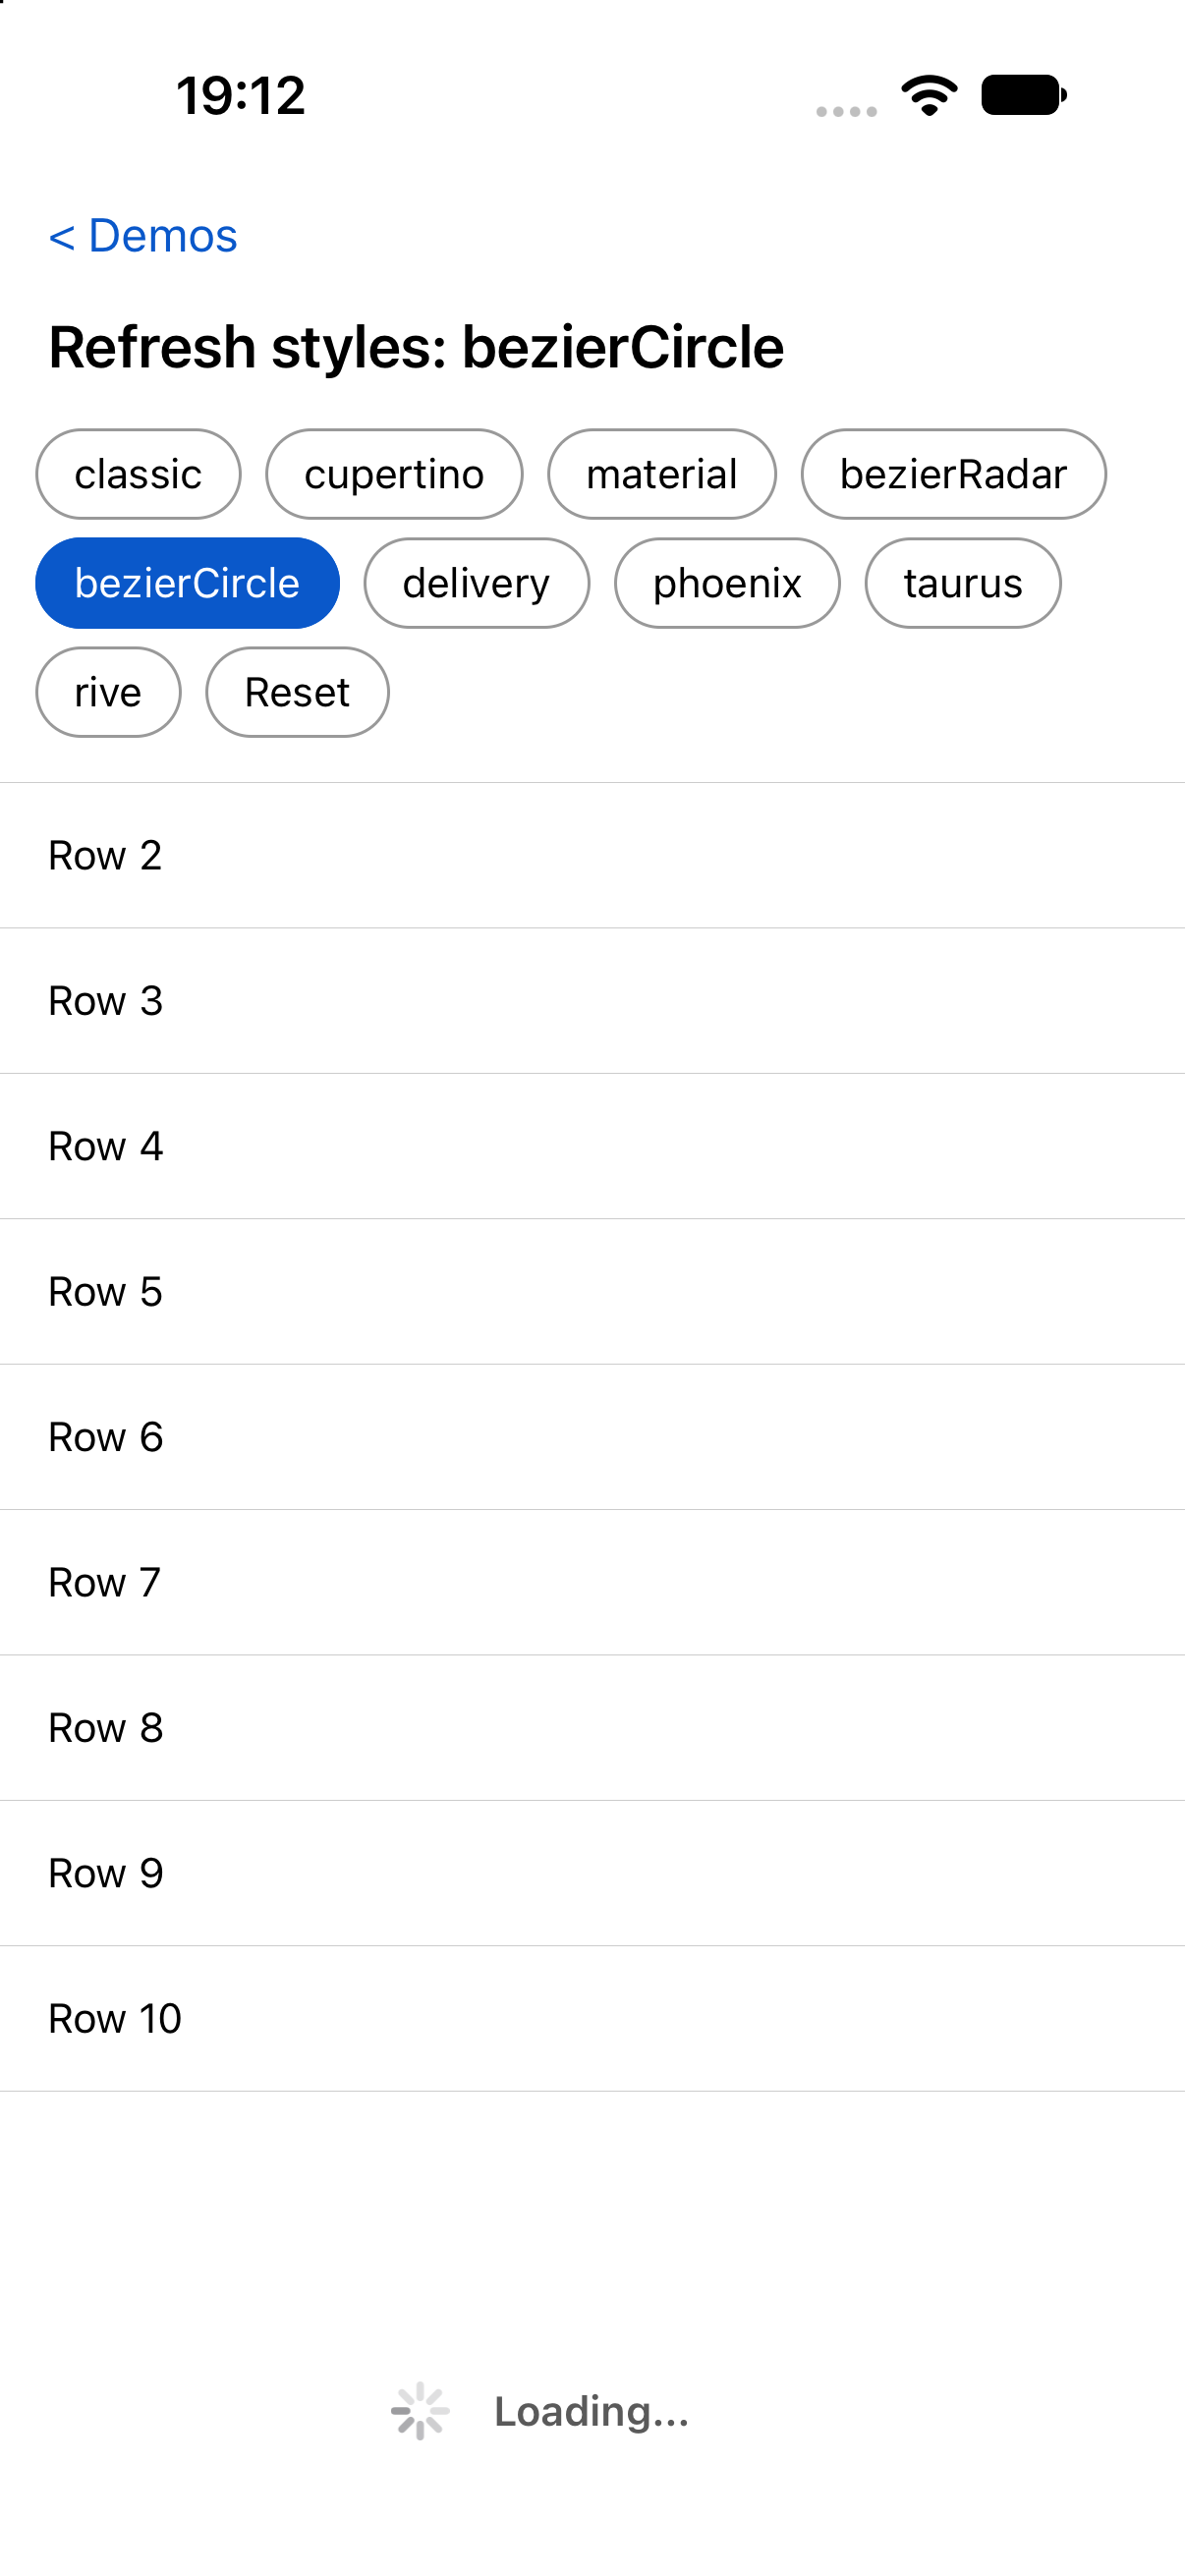 19:12
< Demos
Refresh styles: bezierCircle
classic cupertino material bezierRadar
bezierCircle delivery phoenix taurus
rive Reset
Row 2
Row 3
Row 4
Row 5
Row 6
Row 7
Row 8
Row 9
Row 10
Loading...